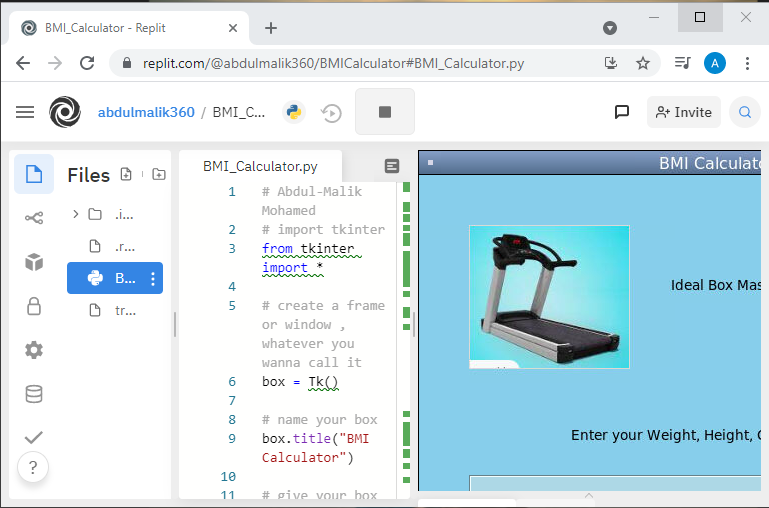 BMI_Calculator - Replit
replit.com/@abdulmalik360/BMICalculator#BMI_Calculator.py
A
abdulmalik360 / BMI_C...
Invite
Files
.i...
.r...
B...
tr...
?
BMI_Calculator.py
1 # Abdul-Malik
Mohamed
2 # import tkinter
3 from tkinter
import *
4
5 # create a frame
or window ,
whatever you
wanna call it
6 box = Tk()
7
8 # name your box
9 box.title("BMI
Calculator")
10
11 # give your box
BMI Calculato
Ideal Box Mas
Enter your Weight, Height,